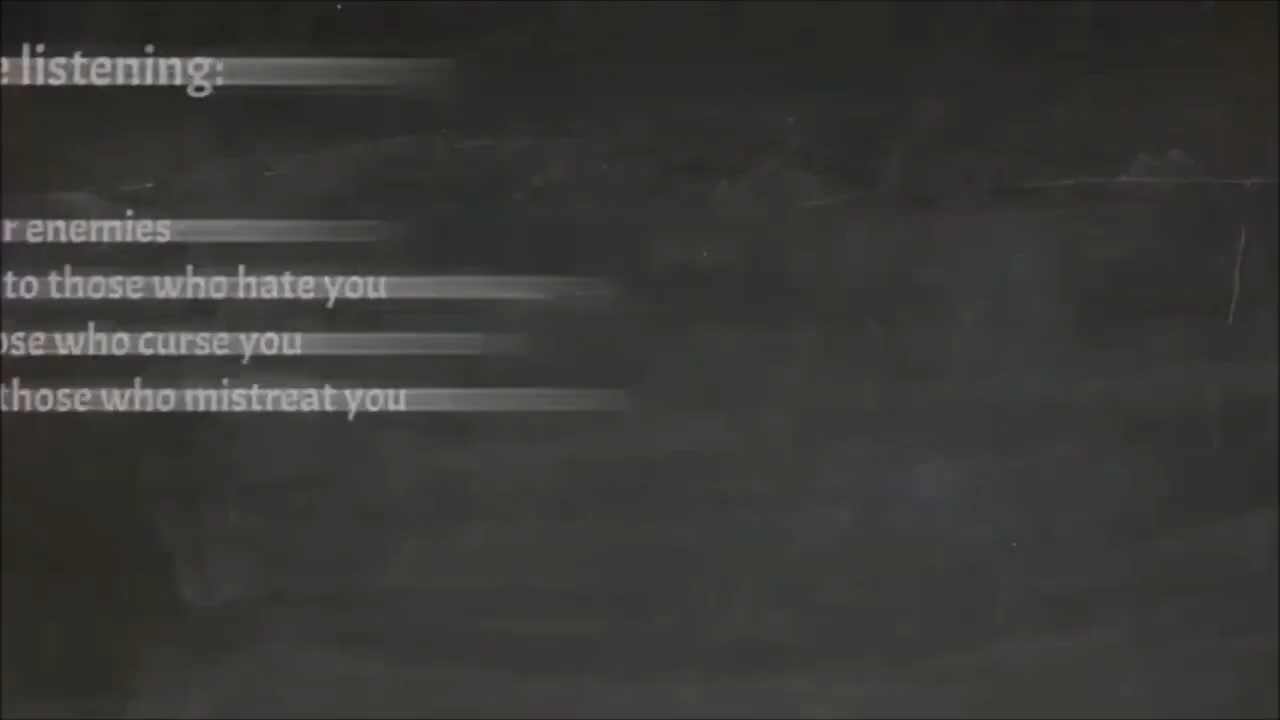 e listening:
r enemies
to those who hate you
ose who curse you
those who mistreat you